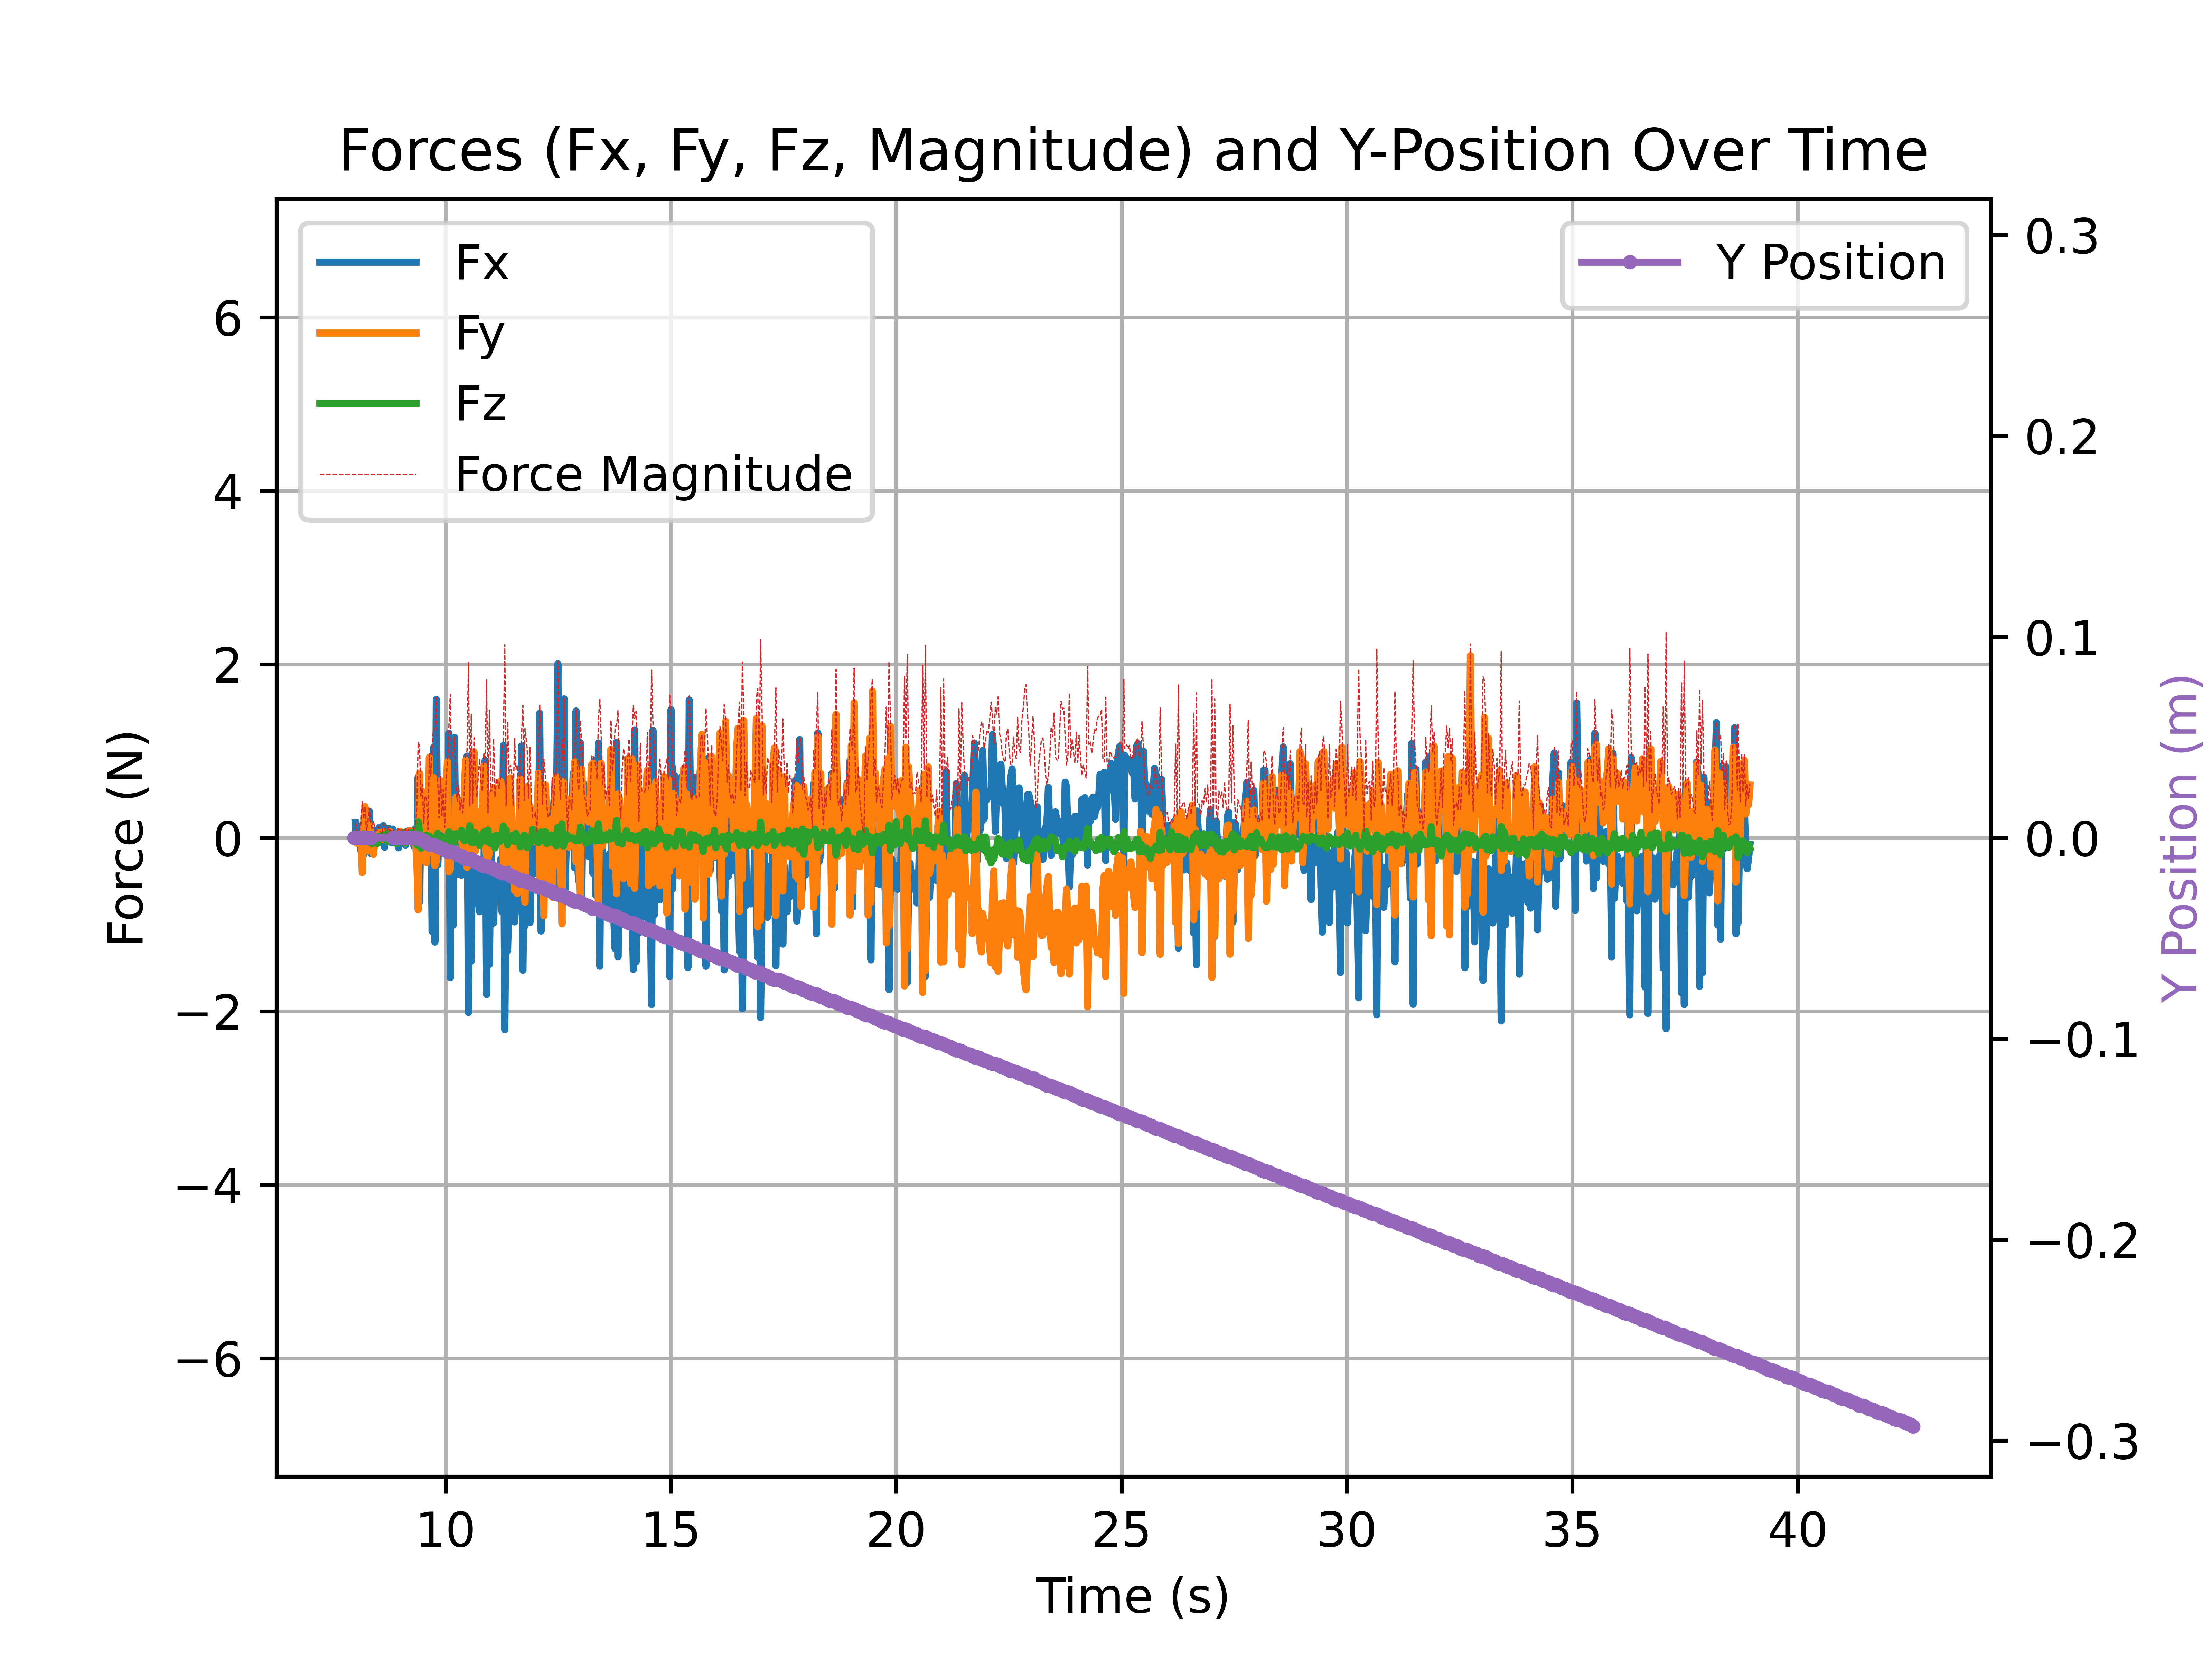 Forces (Fx, Fy, Fz, Magnitude) and Y-Position Over Time
Fx
Fy
Fz
Force Magnitude
Y Position
6
4
2
0
−2
−4
−6
Force (N)
0.3
0.2
0.1
0.0
−0.1
−0.2
−0.3
Y Position (m)
10 15 20 25 30 35 40
Time (s)